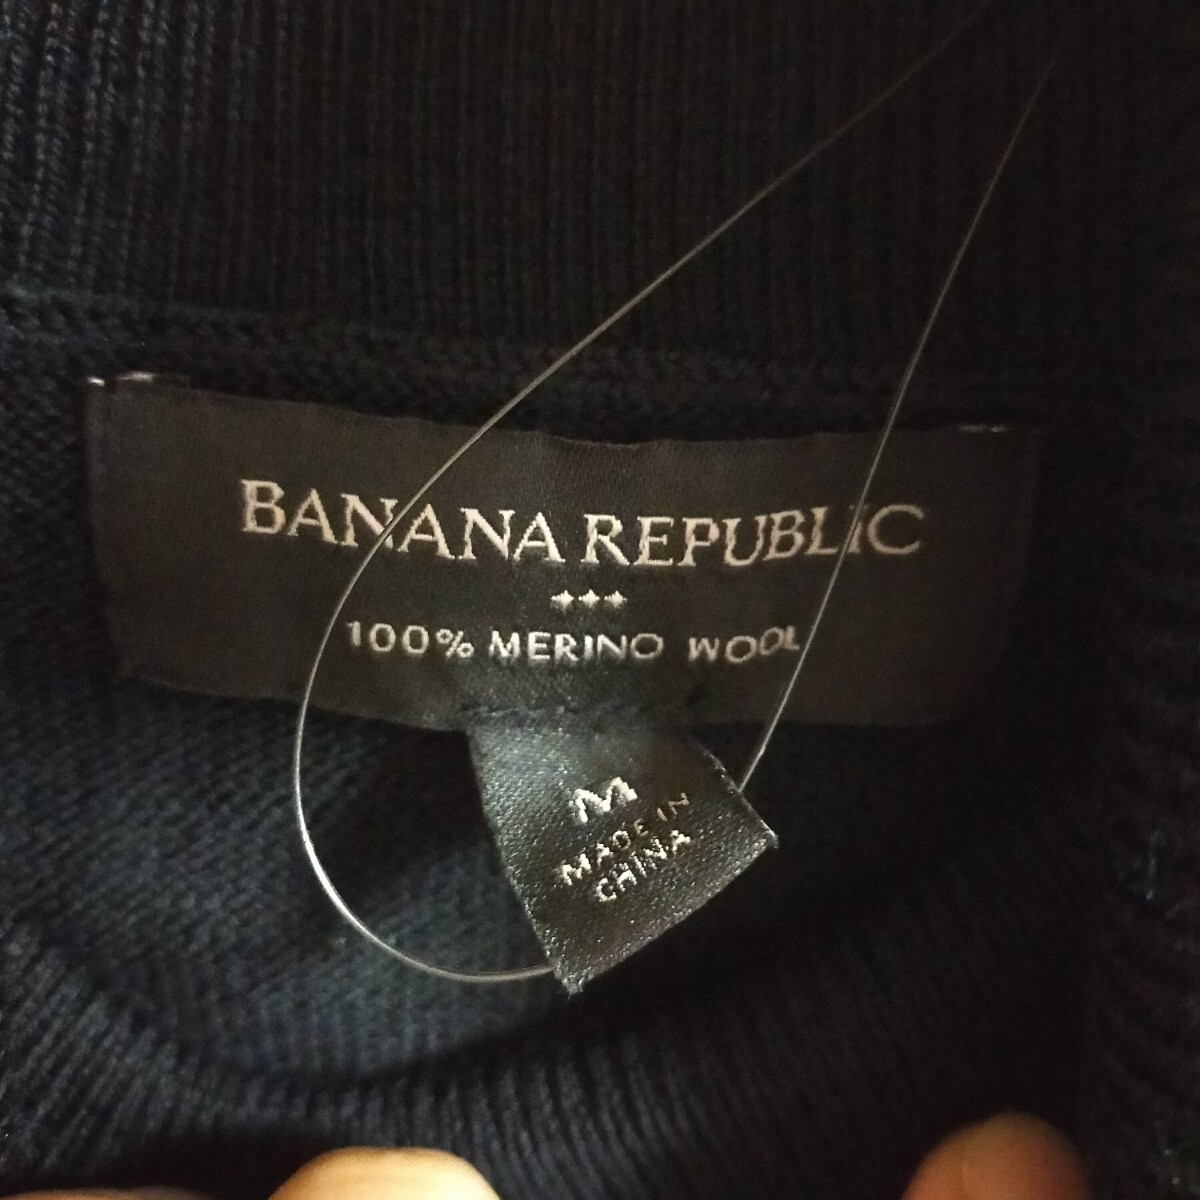 BANANA REPUBLIC
100% MERINO WOOL
M
MADE IN
CHINA